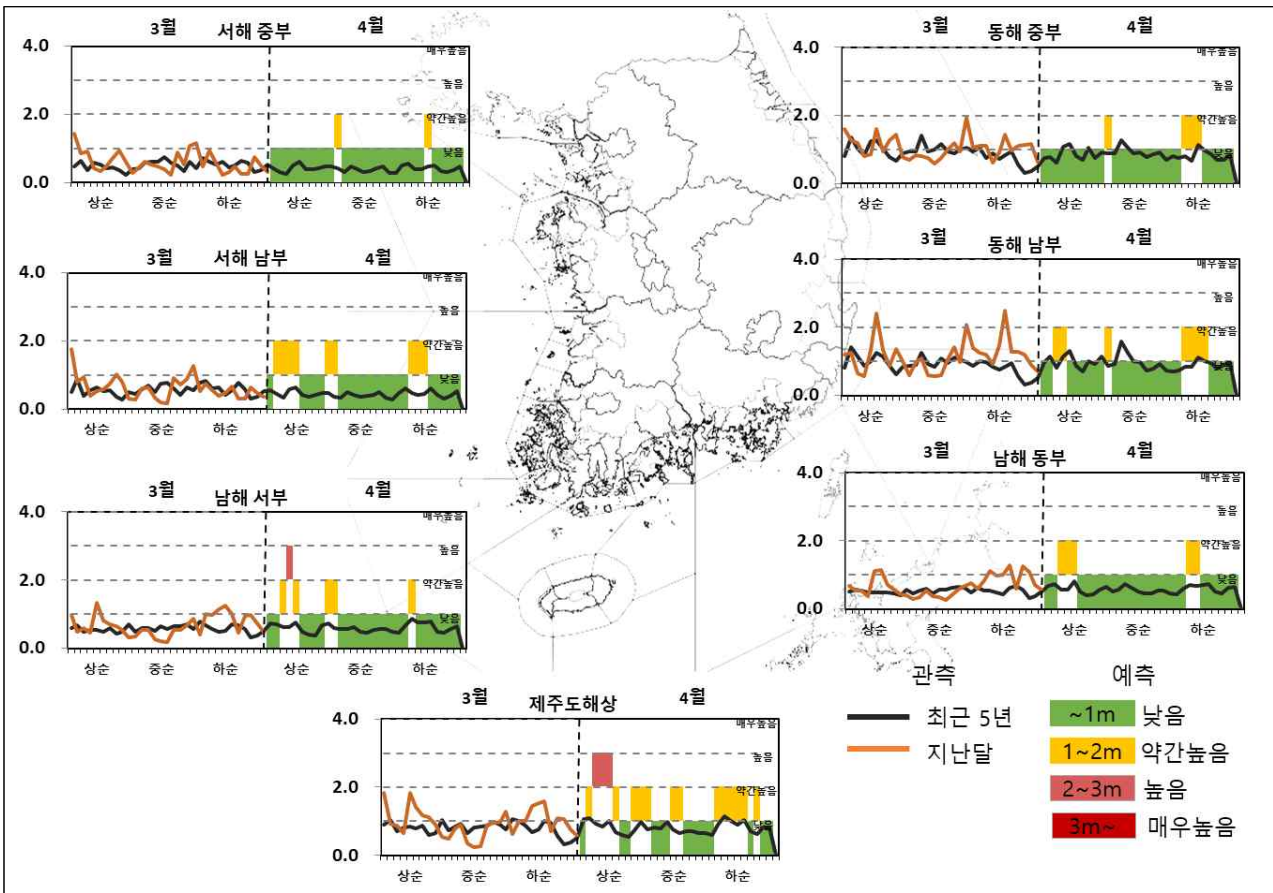 3월 서해 중부 4월
4.0
2.0
0.0
매우높음
높음
약간높음
낮음
상순 중순 하순 상순 중순 하순
3월 동해 중부 4월
4.0
2.0
0.0
매우높음
높음
약간높음
낮음
상순 중순 하순 상순 중순 하순
3월 서해 남부 4월
4.0
2.0
0.0
매우높음
높음
약간높음
낮음
상순 중순 하순 상순 중순 하순
3월 동해 남부 4월
4.0
2.0
0.0
매우높음
높음
약간높음
낮음
상순 중순 하순 상순 중순 하순
3월 남해 서부 4월
4.0
2.0
0.0
매우높음
높음
약간높음
낮음
상순 중순 하순 상순 중순 하순
3월 남해 동부 4월
4.0
2.0
0.0
매우높음
높음
약간높음
낮음
상순 중순 하순 상순 중순 하순
3월 제주도해상 4월
4.0
2.0
0.0
매우높음
높음
약간높음
낮음
상순 중순 하순 상순 중순 하순
관측 예측
최근 5년 ~1m 낮음
지난달 1~2m 약간높음
2~3m 높음
3m~ 매우높음